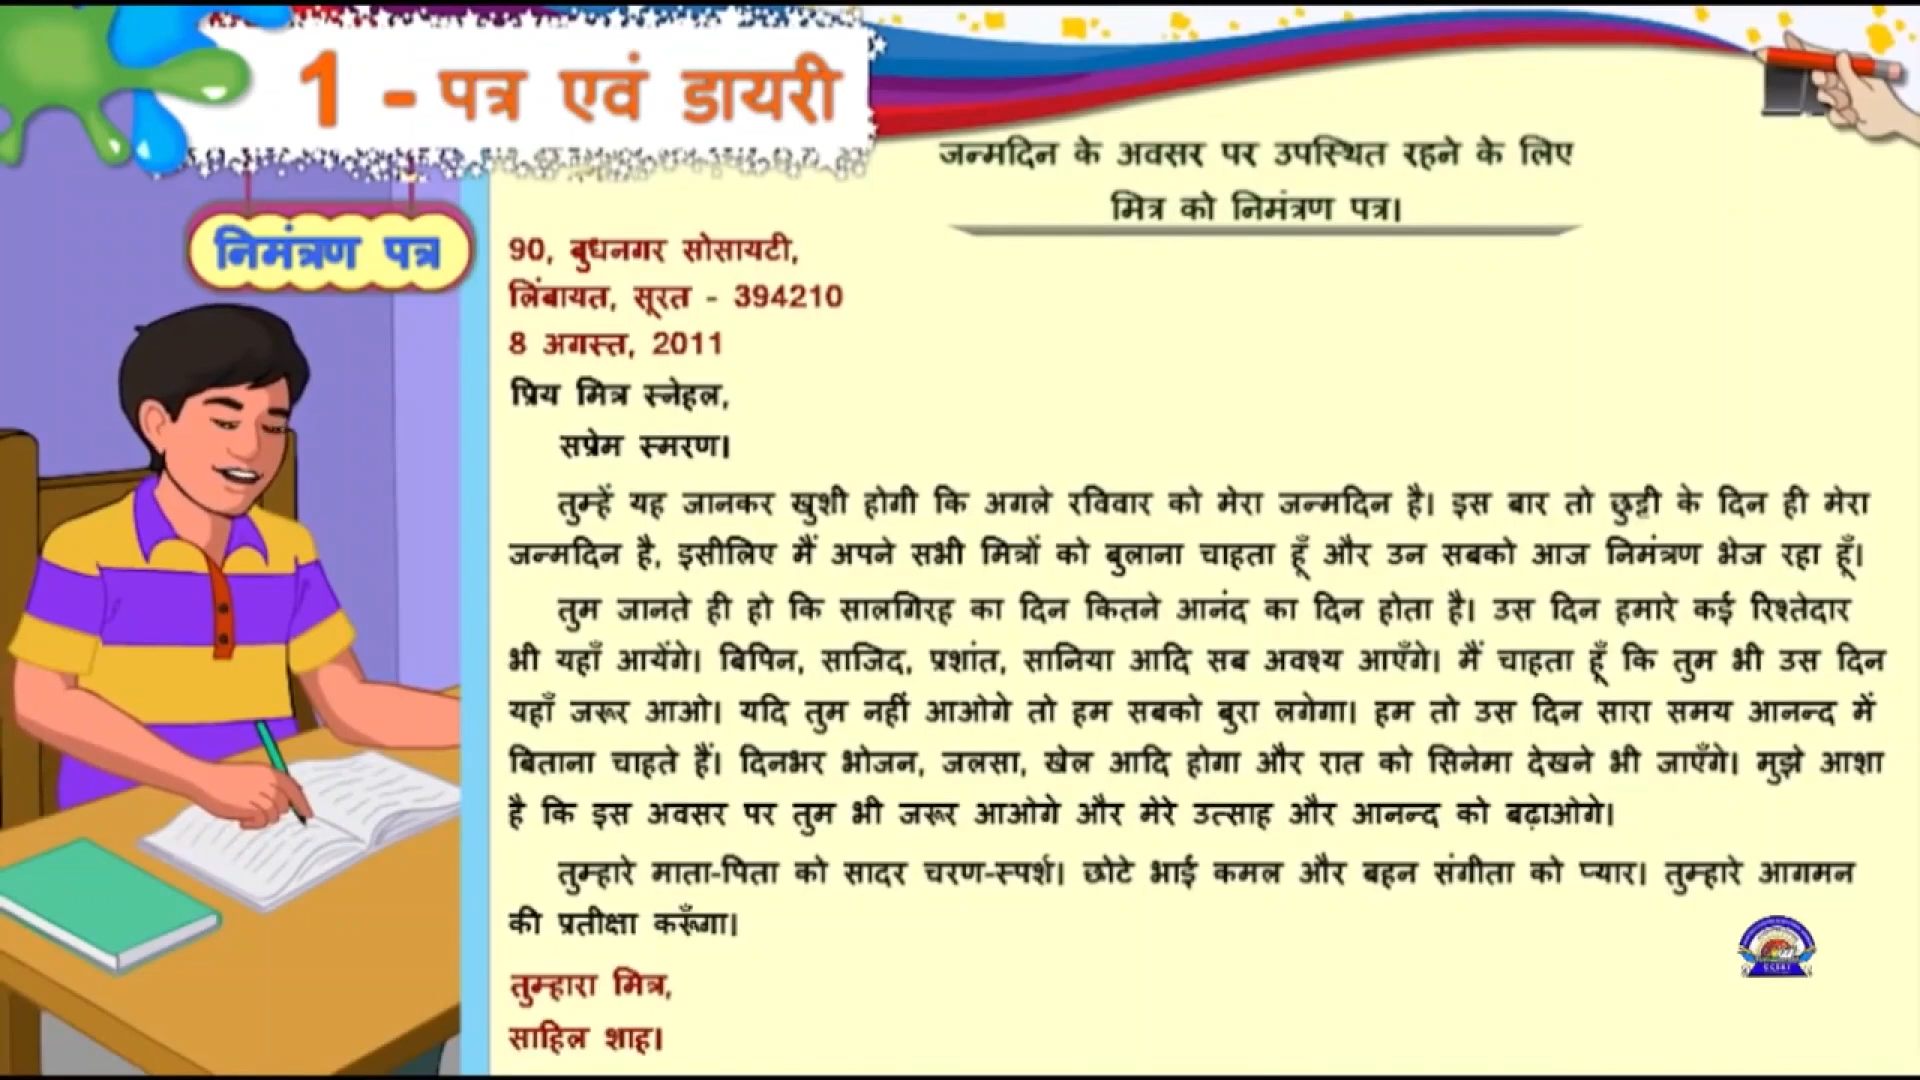 1 - पत्र एवं डायरी
जन्मदिन के अवसर पर उपस्थित रहने के लिए
मित्र को निमंत्रण पत्र।
निमंत्रण पत्र
90, बुधनगर सोसायटी,
लिंबायत, सूरत - 394210
8 अगस्त, 2011
प्रिय मित्र स्नेहल,
सप्रेम स्मरण।
तुम्हें यह जानकर खुशी होगी कि अगले रविवार को मेरा जन्मदिन है। इस बार तो छुट्टी के दिन ही मेरा
जन्मदिन है, इसीलिए मैं अपने सभी मित्रों को बुलाना चाहता हूँ और उन सबको आज निमंत्रण भेज रहा हूँ।
तुम जानते ही हो कि सालगिरह का दिन कितने आनंद का दिन होता है। उस दिन हमारे कई रिश्तेदार
भी यहाँ आयेंगे। बिपिन, साजिद, प्रशांत, सानिया आदि सब अवश्य आएँगे। मैं चाहता हूँ कि तुम भी उस दिन
यहाँ जरूर आओ। यदि तुम नहीं आओगे तो हम सबको बुरा लगेगा। हम तो उस दिन सारा समय आनन्द में
बिताना चाहते हैं। दिनभर भोजन, जलसा, खेल आदि होगा और रात को सिनेमा देखने भी जाएँगे। मुझे आशा
है कि इस अवसर पर तुम भी जरूर आओगे और मेरे उत्साह और आनन्द को बढ़ाओगे।
तुम्हारे माता-पिता को सादर चरण-स्पर्श। छोटे भाई कमल और बहन संगीता को प्यार। तुम्हारे आगमन
की प्रतीक्षा करूँगा।
तुम्हारा मित्र,
साहिल शाह।